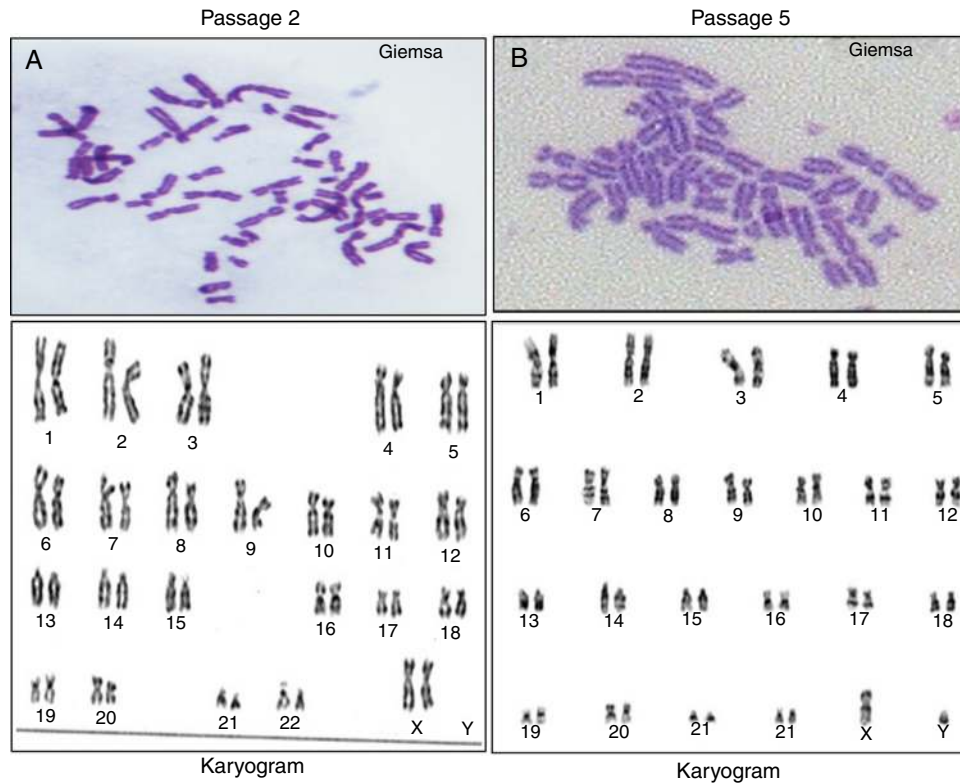 Passage 2
Passage 5
A
Giemsa
B
Giemsa
1 2 3 4 5
6 7 8 9 10 11 12
13 14 15 16 17 18
19 20 21 22 X Y
Karyogram
1 2 3 4 5
6 7 8 9 10 11 12
13 14 15 16 17 18
19 20 21 21 X Y
Karyogram